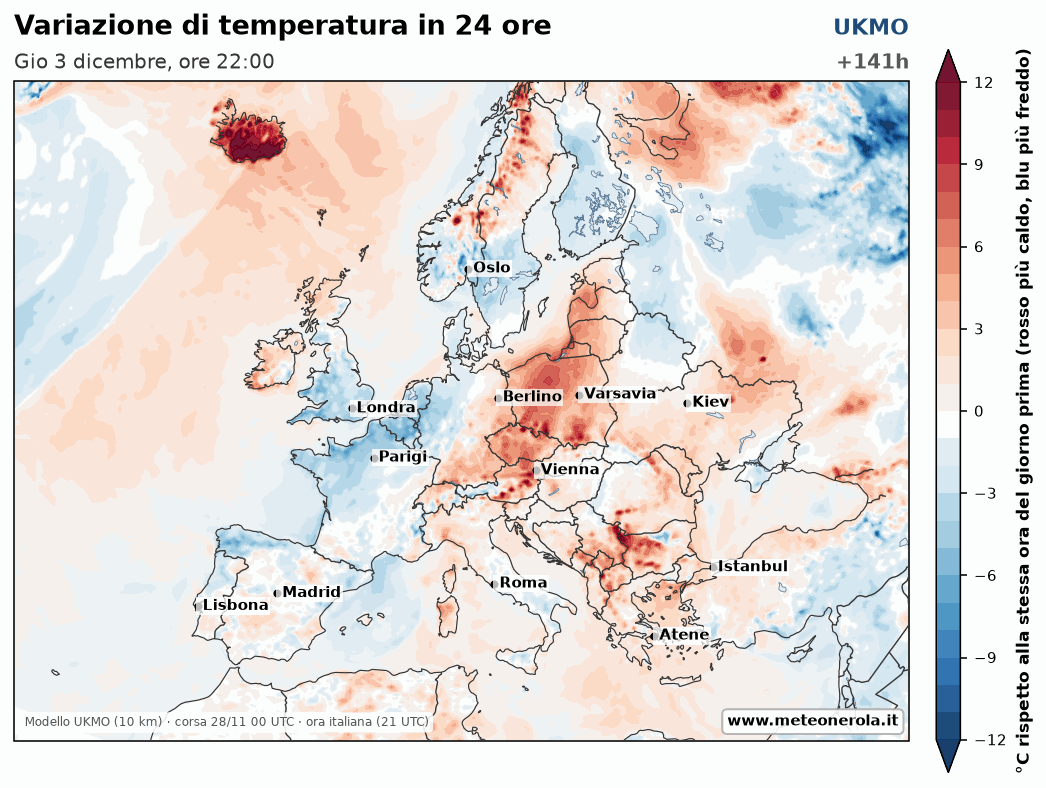 Variazione di temperatura in 24 ore
UKMO
Gio 3 dicembre, ore 22:00
+141h
Oslo
Londra
Berlino
Varsavia
Kiev
Parigi
Vienna
Istanbul
Roma
Madrid
Lisbona
Atene
Modello UKMO (10 km) · corsa 28/11 00 UTC · ora italiana (21 UTC)
www.meteonerola.it
12
9
6
3
0
−3
−6
−9
−12
°C rispetto alla stessa ora del giorno prima (rosso più caldo, blu più freddo)